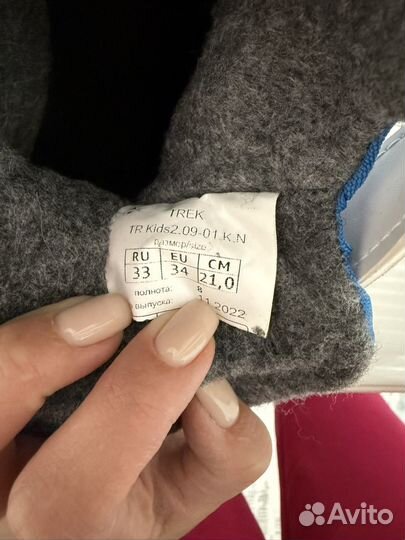 TREK
TR Kids2.09-01.K.N
размер/size
RU EU CM
33 34 21,0
полнота: 8
выпуска: 11.2022
Avito